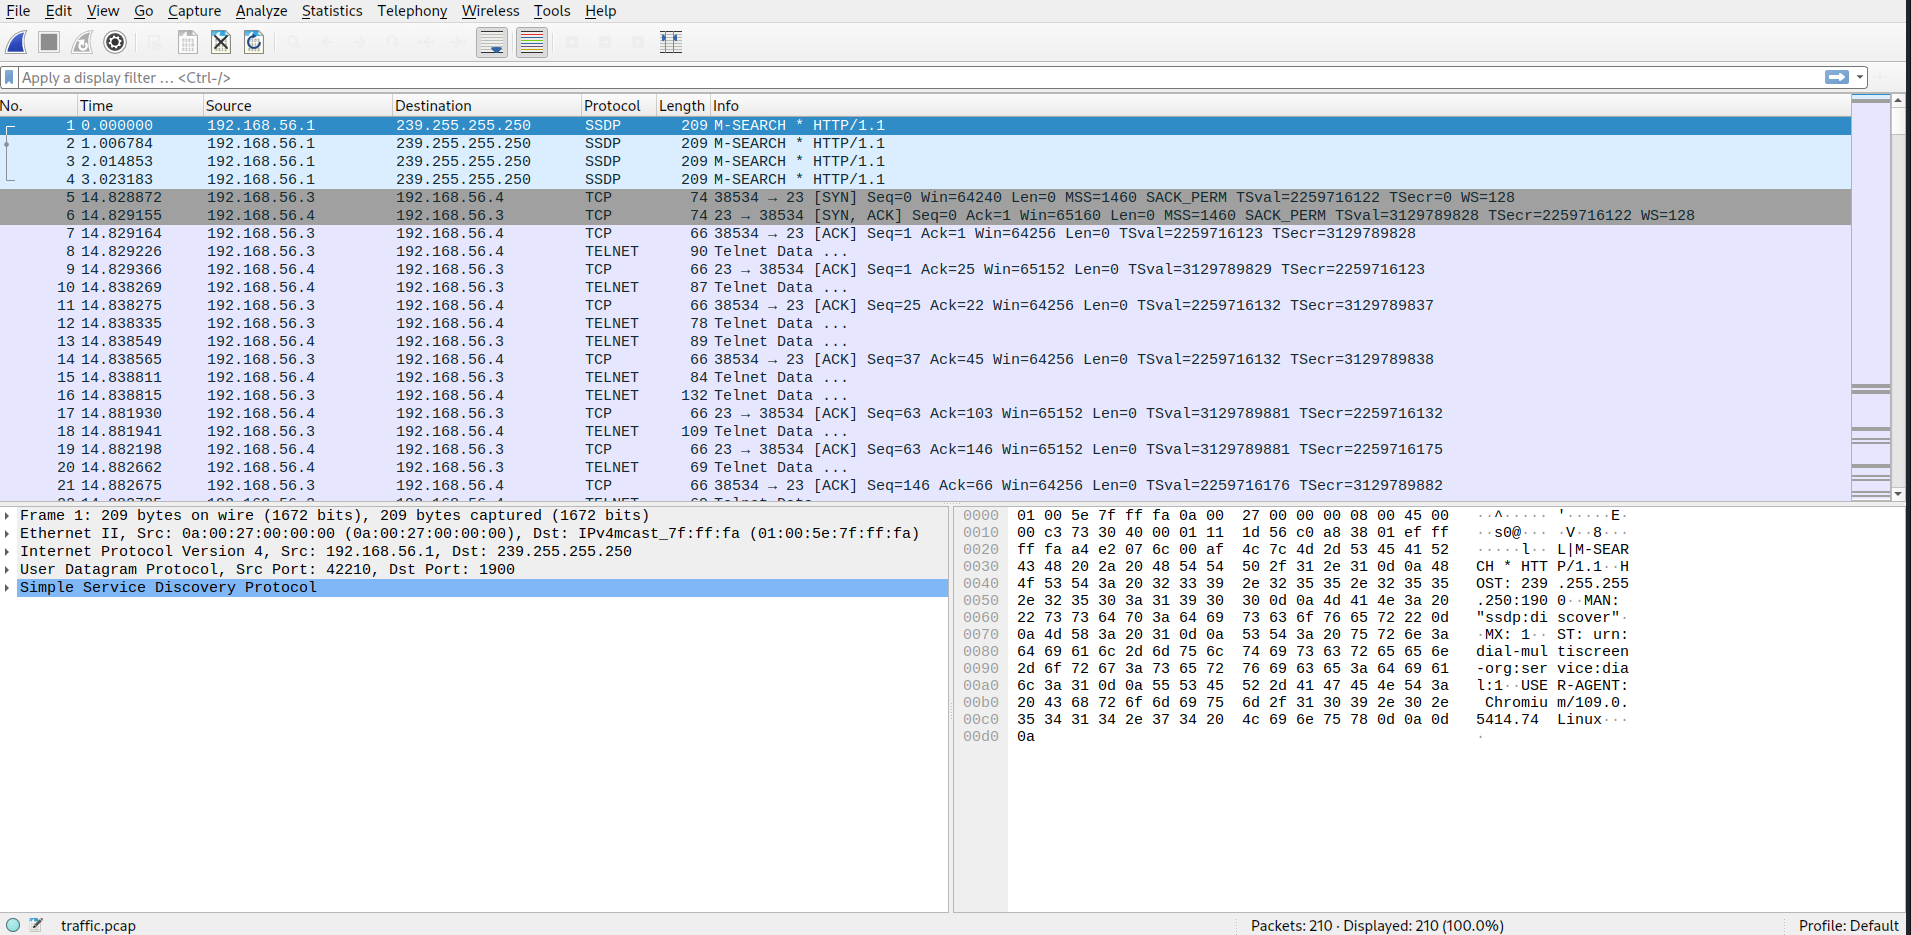 File Edit View Go Capture Analyze Statistics Telephony Wireless Tools Help
Apply a display filter ... <Ctrl-/>
No. Time Source Destination Protocol Length Info
1 0.000000 192.168.56.1 239.255.255.250 SSDP 209 M-SEARCH * HTTP/1.1
2 1.006784 192.168.56.1 239.255.255.250 SSDP 209 M-SEARCH * HTTP/1.1
3 2.014853 192.168.56.1 239.255.255.250 SSDP 209 M-SEARCH * HTTP/1.1
4 3.023183 192.168.56.1 239.255.255.250 SSDP 209 M-SEARCH * HTTP/1.1
5 14.828872 192.168.56.3 192.168.56.4 TCP 74 38534 → 23 [SYN] Seq=0 Win=64240 Len=0 MSS=1460 SACK_PERM TSval=2259716122 TSecr=0 WS=128
6 14.829155 192.168.56.4 192.168.56.3 TCP 74 23 → 38534 [SYN, ACK] Seq=0 Ack=1 Win=65160 Len=0 MSS=1460 SACK_PERM TSval=3129789828 TSecr=2259716122 WS=128
7 14.829164 192.168.56.3 192.168.56.4 TCP 66 38534 → 23 [ACK] Seq=1 Ack=1 Win=64256 Len=0 TSval=2259716123 TSecr=3129789828
8 14.829226 192.168.56.3 192.168.56.4 TELNET 90 Telnet Data ...
9 14.829366 192.168.56.4 192.168.56.3 TCP 66 23 → 38534 [ACK] Seq=1 Ack=25 Win=65152 Len=0 TSval=3129789829 TSecr=2259716123
10 14.838269 192.168.56.4 192.168.56.3 TELNET 87 Telnet Data ...
11 14.838275 192.168.56.3 192.168.56.4 TCP 66 38534 → 23 [ACK] Seq=25 Ack=22 Win=64256 Len=0 TSval=2259716132 TSecr=3129789837
12 14.838335 192.168.56.3 192.168.56.4 TELNET 78 Telnet Data ...
13 14.838549 192.168.56.4 192.168.56.3 TELNET 89 Telnet Data ...
14 14.838565 192.168.56.3 192.168.56.4 TCP 66 38534 → 23 [ACK] Seq=37 Ack=45 Win=64256 Len=0 TSval=2259716132 TSecr=3129789838
15 14.838811 192.168.56.4 192.168.56.3 TELNET 84 Telnet Data ...
16 14.838815 192.168.56.3 192.168.56.4 TELNET 132 Telnet Data ...
17 14.881930 192.168.56.4 192.168.56.3 TCP 66 23 → 38534 [ACK] Seq=63 Ack=103 Win=65152 Len=0 TSval=3129789881 TSecr=2259716132
18 14.881941 192.168.56.3 192.168.56.4 TELNET 109 Telnet Data ...
19 14.882198 192.168.56.4 192.168.56.3 TCP 66 23 → 38534 [ACK] Seq=63 Ack=146 Win=65152 Len=0 TSval=3129789881 TSecr=2259716175
20 14.882662 192.168.56.4 192.168.56.3 TELNET 69 Telnet Data ...
21 14.882675 192.168.56.3 192.168.56.4 TCP 66 38534 → 23 [ACK] Seq=146 Ack=66 Win=64256 Len=0 TSval=2259716176 TSecr=3129789882
Frame 1: 209 bytes on wire (1672 bits), 209 bytes captured (1672 bits)
Ethernet II, Src: 0a:00:27:00:00:00 (0a:00:27:00:00:00), Dst: IPv4mcast_7f:ff:fa (01:00:5e:7f:ff:fa)
Internet Protocol Version 4, Src: 192.168.56.1, Dst: 239.255.255.250
User Datagram Protocol, Src Port: 42210, Dst Port: 1900
Simple Service Discovery Protocol
0000 01 00 5e 7f ff fa 0a 00 27 00 00 00 08 00 45 00 ··^····· '·····E·
0010 00 c3 73 30 40 00 01 11 1d 56 c0 a8 38 01 ef ff ··s0@··· ·V··8···
0020 ff fa a4 e2 07 6c 00 af 4c 7c 4d 2d 53 45 41 52 ·····l·· L|M-SEAR
0030 43 48 20 2a 20 48 54 54 50 2f 31 2e 31 0d 0a 48 CH * HTT P/1.1··H
0040 4f 53 54 3a 20 32 33 39 2e 32 35 35 2e 32 35 35 OST: 239 .255.255
0050 2e 32 35 30 3a 31 39 30 30 0d 0a 4d 41 4e 3a 20 .250:190 0··MAN:
0060 22 73 73 64 70 3a 64 69 73 63 6f 76 65 72 22 0d "ssdp:di scover"·
0070 0a 4d 58 3a 20 31 0d 0a 53 54 3a 20 75 72 6e 3a ·MX: 1·· ST: urn:
0080 64 69 61 6c 2d 6d 75 6c 74 69 73 63 72 65 65 6e dial-mul tiscreen
0090 2d 6f 72 67 3a 73 65 72 76 69 63 65 3a 64 69 61 -org:ser vice:dia
00a0 6c 3a 31 0d 0a 55 53 45 52 2d 41 47 45 4e 54 3a l:1··USE R-AGENT:
00b0 20 43 68 72 6f 6d 69 75 6d 2f 31 30 39 2e 30 2e Chromiu m/109.0.
00c0 35 34 31 34 2e 37 34 20 4c 69 6e 75 78 0d 0a 0d 5414.74 Linux···
00d0 0a ·
traffic.pcap Packets: 210 · Displayed: 210 (100.0%) Profile: Default